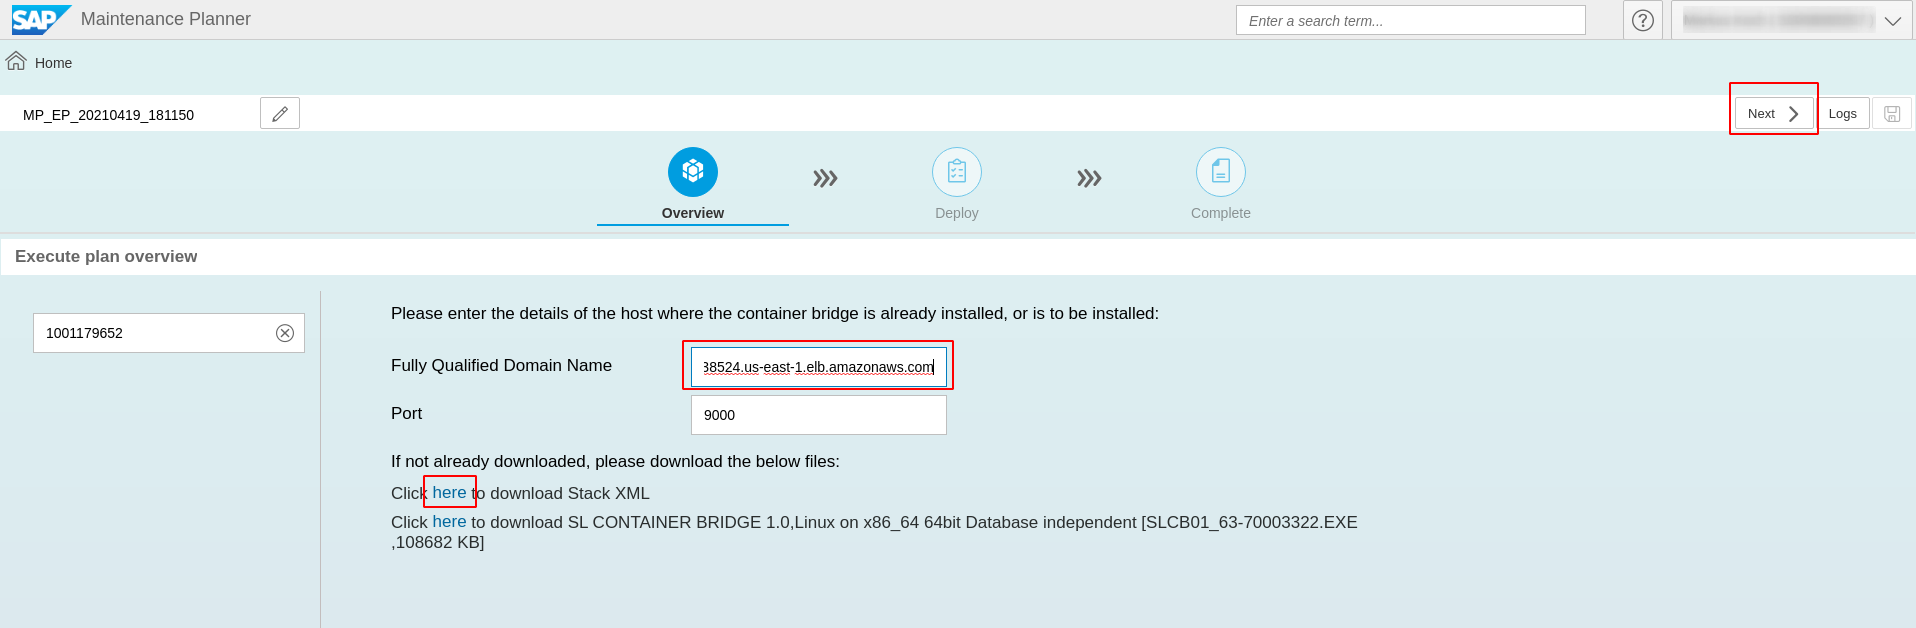 SAP Maintenance Planner
Enter a search term...
Home
MP_EP_20210419_181150
Next
Logs
Overview
Deploy
Complete
Execute plan overview
1001179652
Please enter the details of the host where the container bridge is already installed, or is to be installed:
Fully Qualified Domain Name
38524.us-east-1.elb.amazonaws.com
Port
9000
If not already downloaded, please download the below files:
Click here to download Stack XML
Click here to download SL CONTAINER BRIDGE 1.0,Linux on x86_64 64bit Database independent [SLCB01_63-70003322.EXE
,108682 KB]